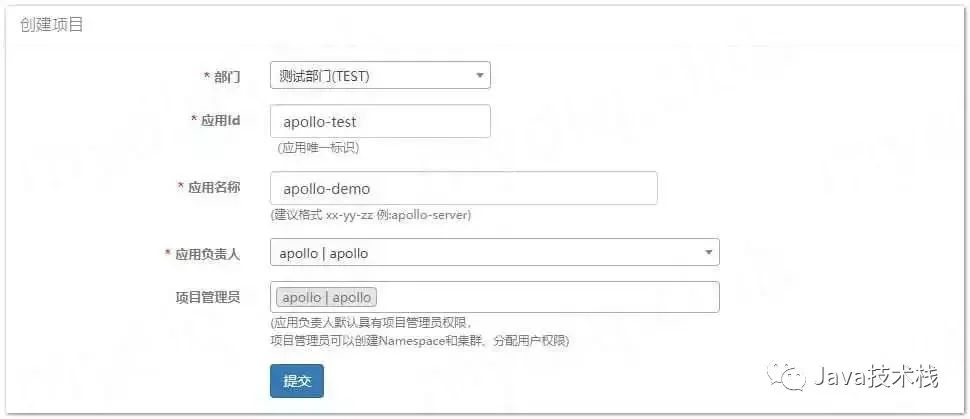 创建项目
* 部门
测试部门(TEST)
* 应用Id
apollo-test
(应用唯一标识)
* 应用名称
apollo-demo
(建议格式 xx-yy-zz 例:apollo-server)
* 应用负责人
apollo | apollo
项目管理员
apollo | apollo
(应用负责人默认具有项目管理员权限，
项目管理员可以创建Namespace和集群、分配用户权限)
提交
Java技术栈